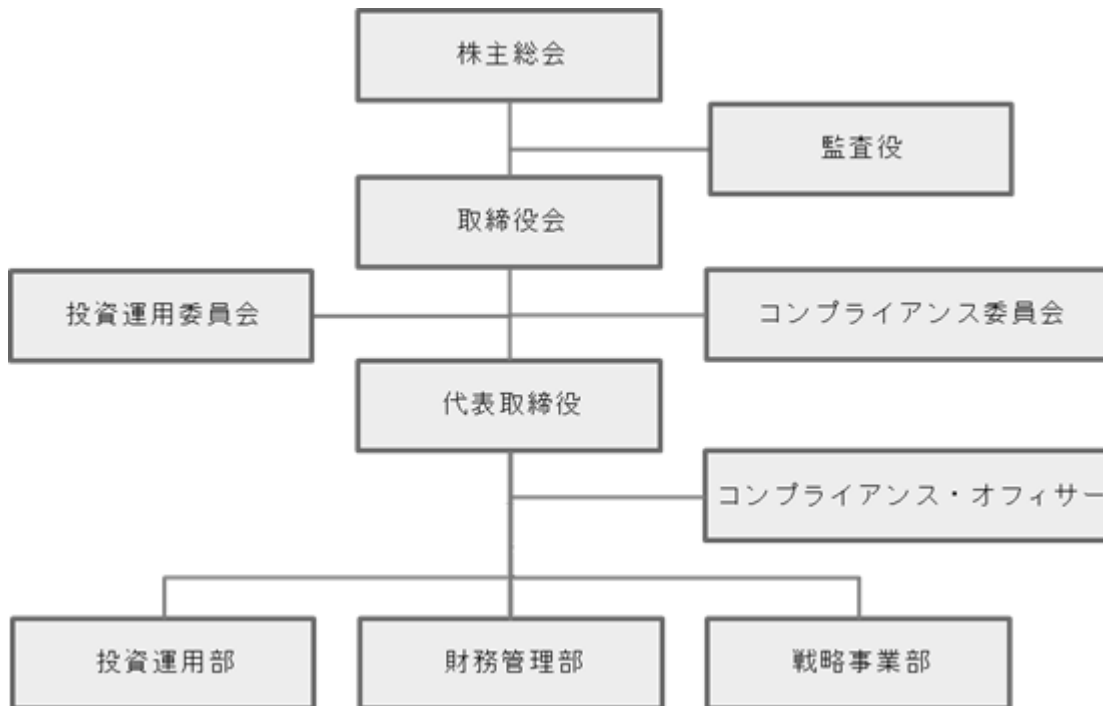 株主総会
監査役
取締役会
投資運用委員会
コンプライアンス委員会
代表取締役
コンプライアンス・オフィサー
投資運用部
財務管理部
戦略事業部